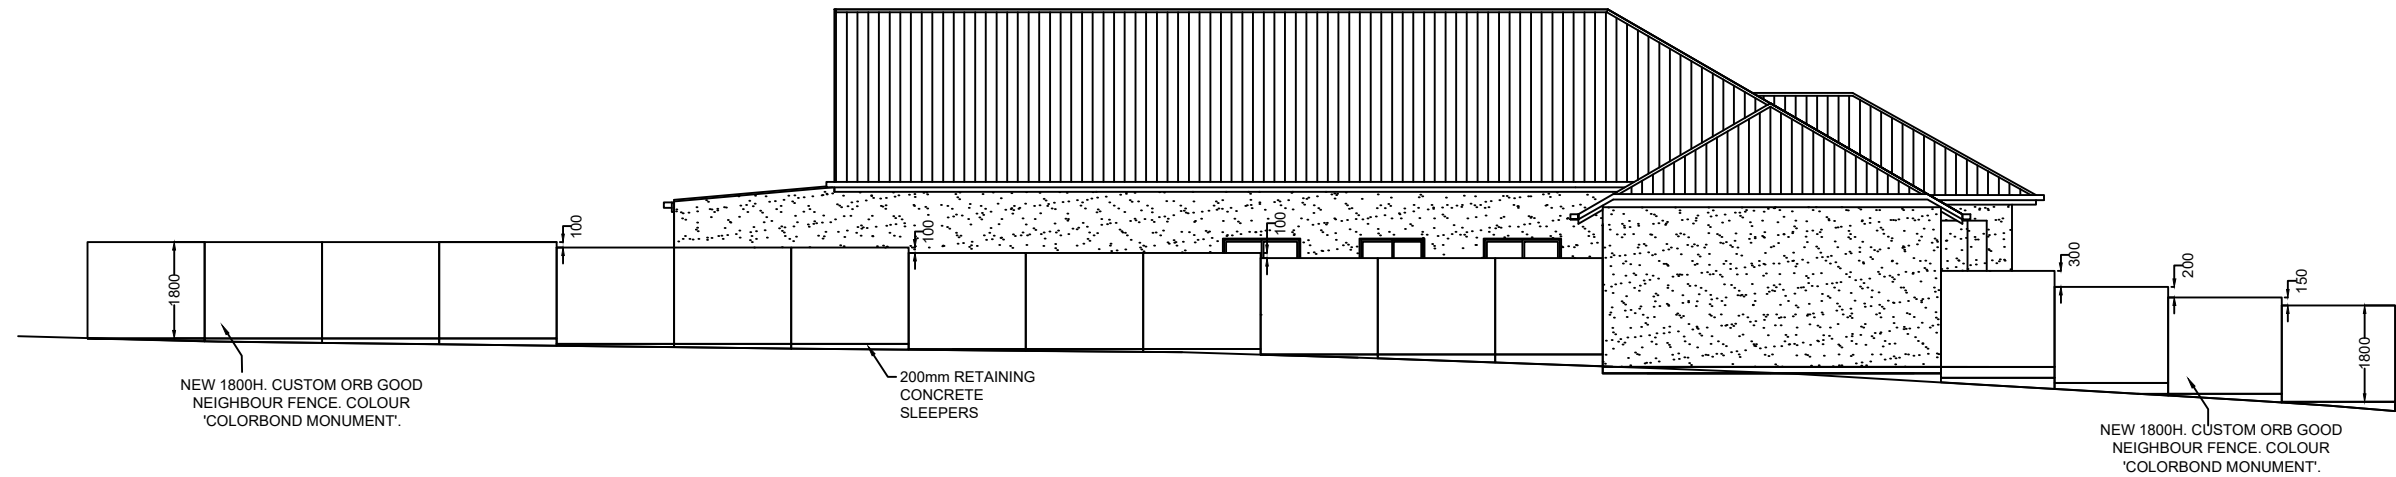 100
100
100
300
200
150
1800
1800
NEW 1800H. CUSTOM ORB GOOD
NEIGHBOUR FENCE. COLOUR
'COLORBOND MONUMENT'.
200mm RETAINING
CONCRETE
SLEEPERS
NEW 1800H. CUSTOM ORB GOOD
NEIGHBOUR FENCE. COLOUR
'COLORBOND MONUMENT'.